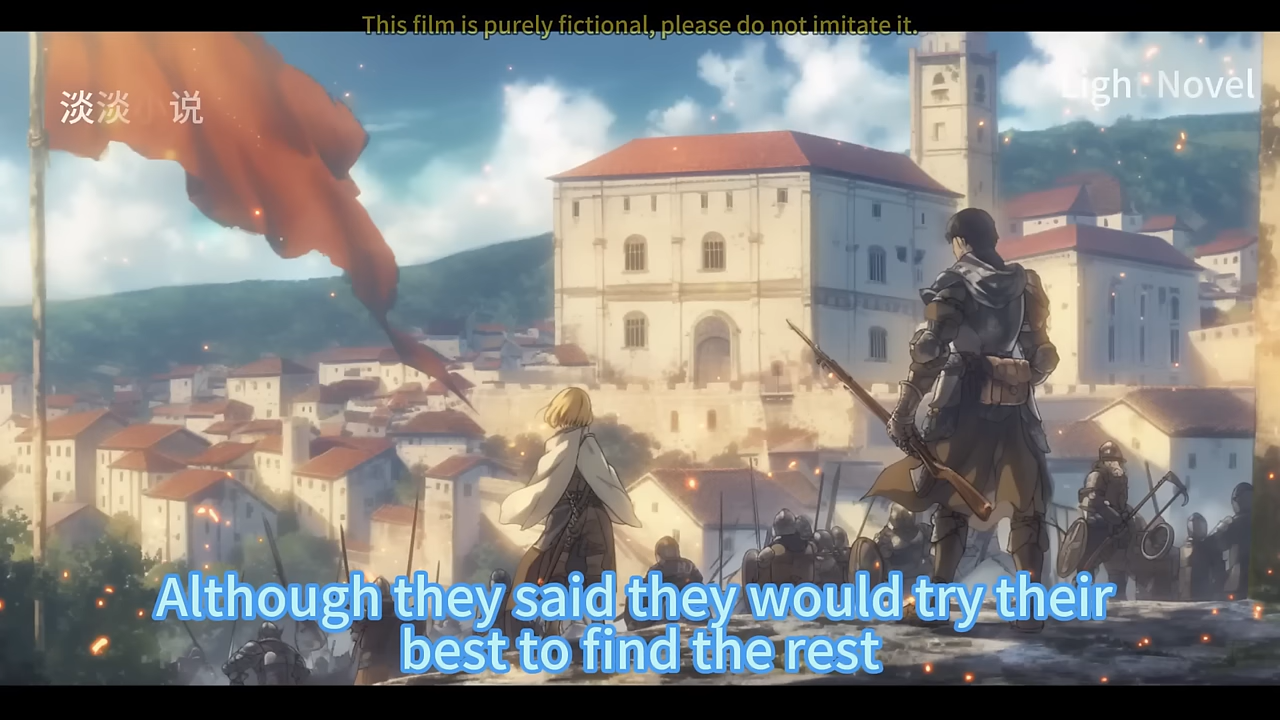 This film is purely fictional, please do not imitate it.
淡淡 说
Light Novel
Although they said they would try their
best to find the rest